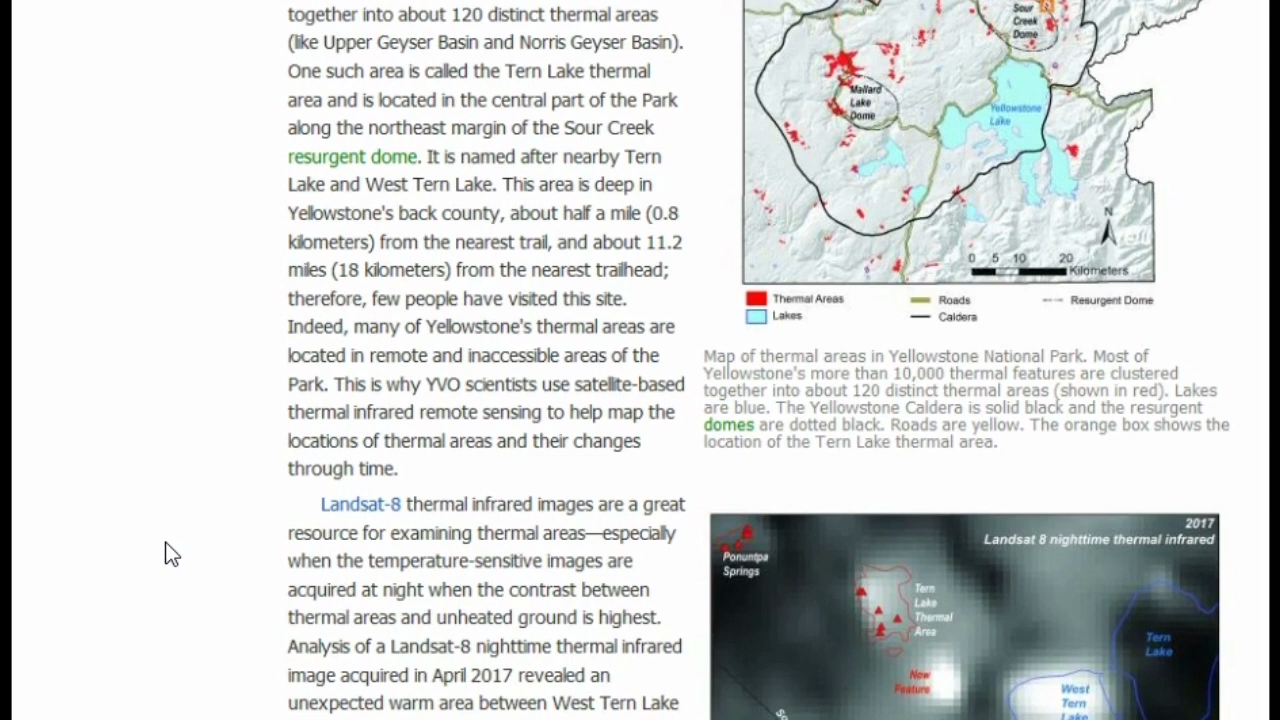 together into about 120 distinct thermal areas
(like Upper Geyser Basin and Norris Geyser Basin).
One such area is called the Tern Lake thermal
area and is located in the central part of the Park
along the northeast margin of the Sour Creek
resurgent dome. It is named after nearby Tern
Lake and West Tern Lake. This area is deep in
Yellowstone's back county, about half a mile (0.8
kilometers) from the nearest trail, and about 11.2
miles (18 kilometers) from the nearest trailhead;
therefore, few people have visited this site.
Indeed, many of Yellowstone's thermal areas are
located in remote and inaccessible areas of the
Park. This is why YVO scientists use satellite-based
thermal infrared remote sensing to help map the
locations of thermal areas and their changes
through time.
Landsat-8 thermal infrared images are a great
resource for examining thermal areas—especially
when the temperature-sensitive images are
acquired at night when the contrast between
thermal areas and unheated ground is highest.
Analysis of a Landsat-8 nighttime thermal infrared
image acquired in April 2017 revealed an
unexpected warm area between West Tern Lake
Sour
Creek
Dome
Mallard
Lake
Dome
Yellowstone
Lake
N
0 5 10 20
Kilometers
Thermal Areas
Roads
Resurgent Dome
Lakes
Caldera
Map of thermal areas in Yellowstone National Park. Most of
Yellowstone's more than 10,000 thermal features are clustered
together into about 120 distinct thermal areas (shown in red). Lakes
are blue. The Yellowstone Caldera is solid black and the resurgent
domes are dotted black. Roads are yellow. The orange box shows the
location of the Tern Lake thermal area.
2017
Landsat 8 nighttime thermal infrared
Ponuntpa
Springs
Tern
Lake
Thermal
Area
New
Feature
Tern
Lake
West
Tern
Lake